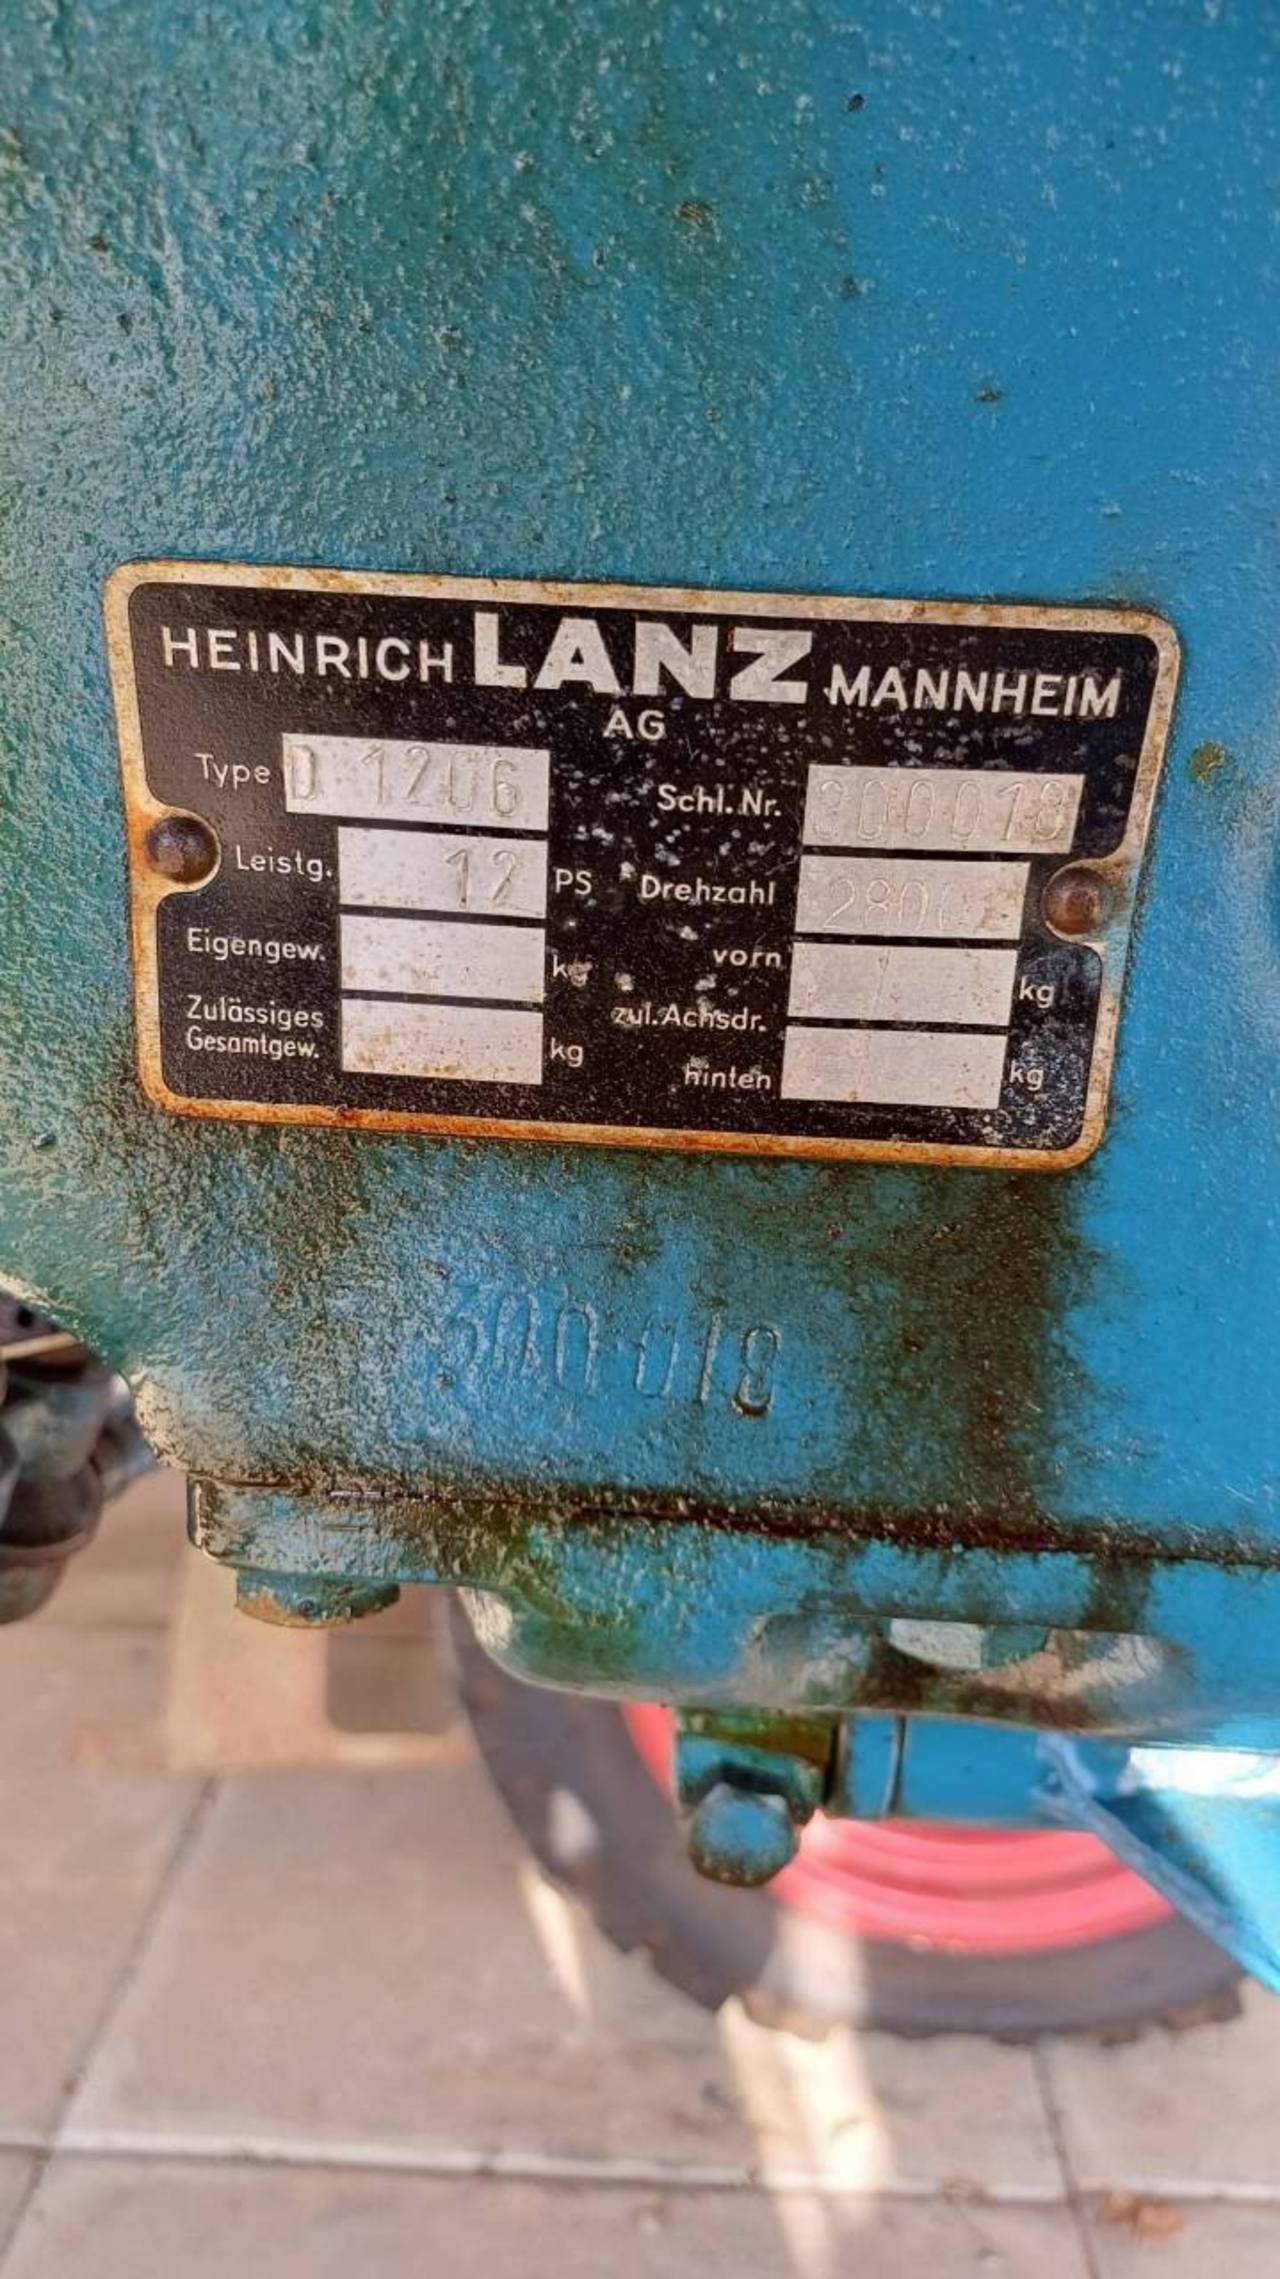 HEINRICH LANZ MANNHEIM
AG
Type D 1206 Schl. Nr. 300018
Leistg. 12 PS Drehzahl 2800
Eigengew. kg vorn kg
Zulässiges zul. Achsdr.
Gesamtgew. kg hinten kg
300 018